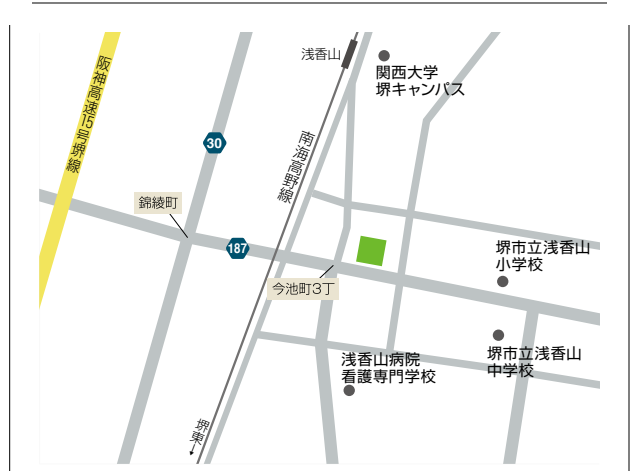 浅香山
関西大学
堺キャンパス
阪神高速15号堺線
30
南海高野線
錦綾町
187
堺市立浅香山
小学校
今池町3丁
浅香山病院
看護専門学校
堺市立浅香山
中学校
堺東